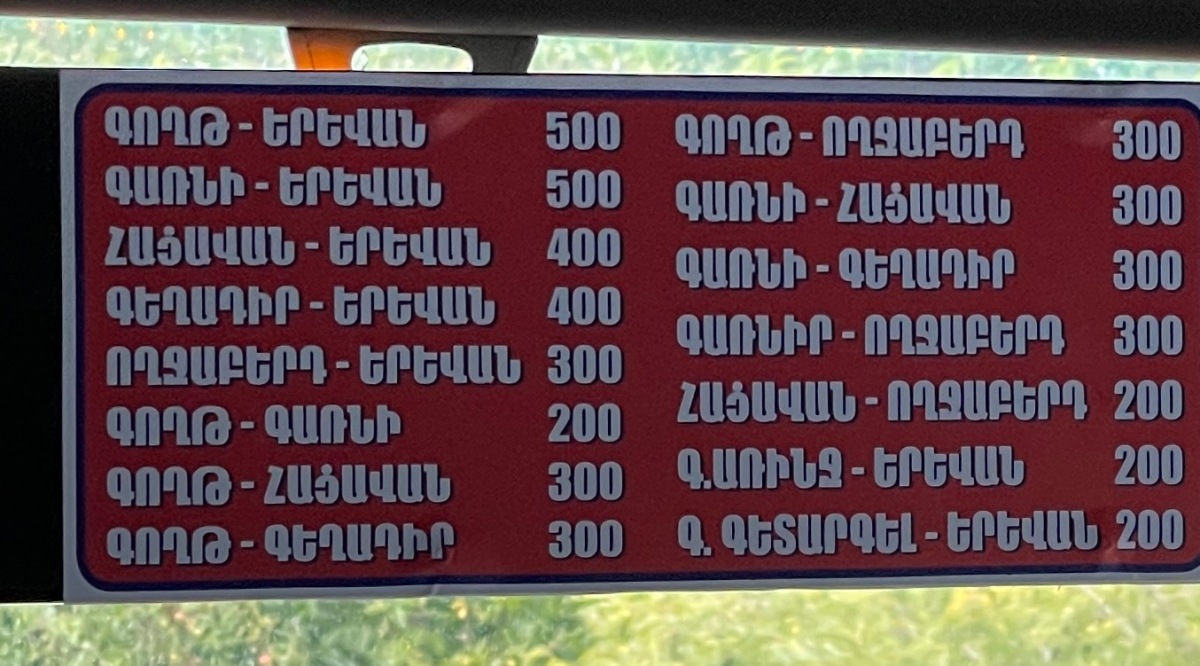 ԳՈՂԹ - ԵՐԵՎԱՆ 500
ԳԱՌՆԻ - ԵՐԵՎԱՆ 500
ՀԱՑԱՎԱՆ - ԵՐԵՎԱՆ 400
ԳԵՂԱԴԻՐ - ԵՐԵՎԱՆ 400
ՈՂՋԱԲԵՐԴ - ԵՐԵՎԱՆ 300
ԳՈՂԹ - ԳԱՌՆԻ 200
ԳՈՂԹ - ՀԱՑԱՎԱՆ 300
ԳՈՂԹ - ԳԵՂԱԴԻՐ 300
ԳՈՂԹ - ՈՂՋԱԲԵՐԴ 300
ԳԱՌՆԻ - ՀԱՑԱՎԱՆ 300
ԳԱՌՆԻ - ԳԵՂԱԴԻՐ 300
ԳԱՌՆԻՐ - ՈՂՋԱԲԵՐԴ 300
ՀԱՑԱՎԱՆ - ՈՂՋԱԲԵՐԴ 200
Գ.ԱՌԻՆՋ - ԵՐԵՎԱՆ 200
Գ. ԳԵՏԱՐԳԵԼ - ԵՐԵՎԱՆ 200